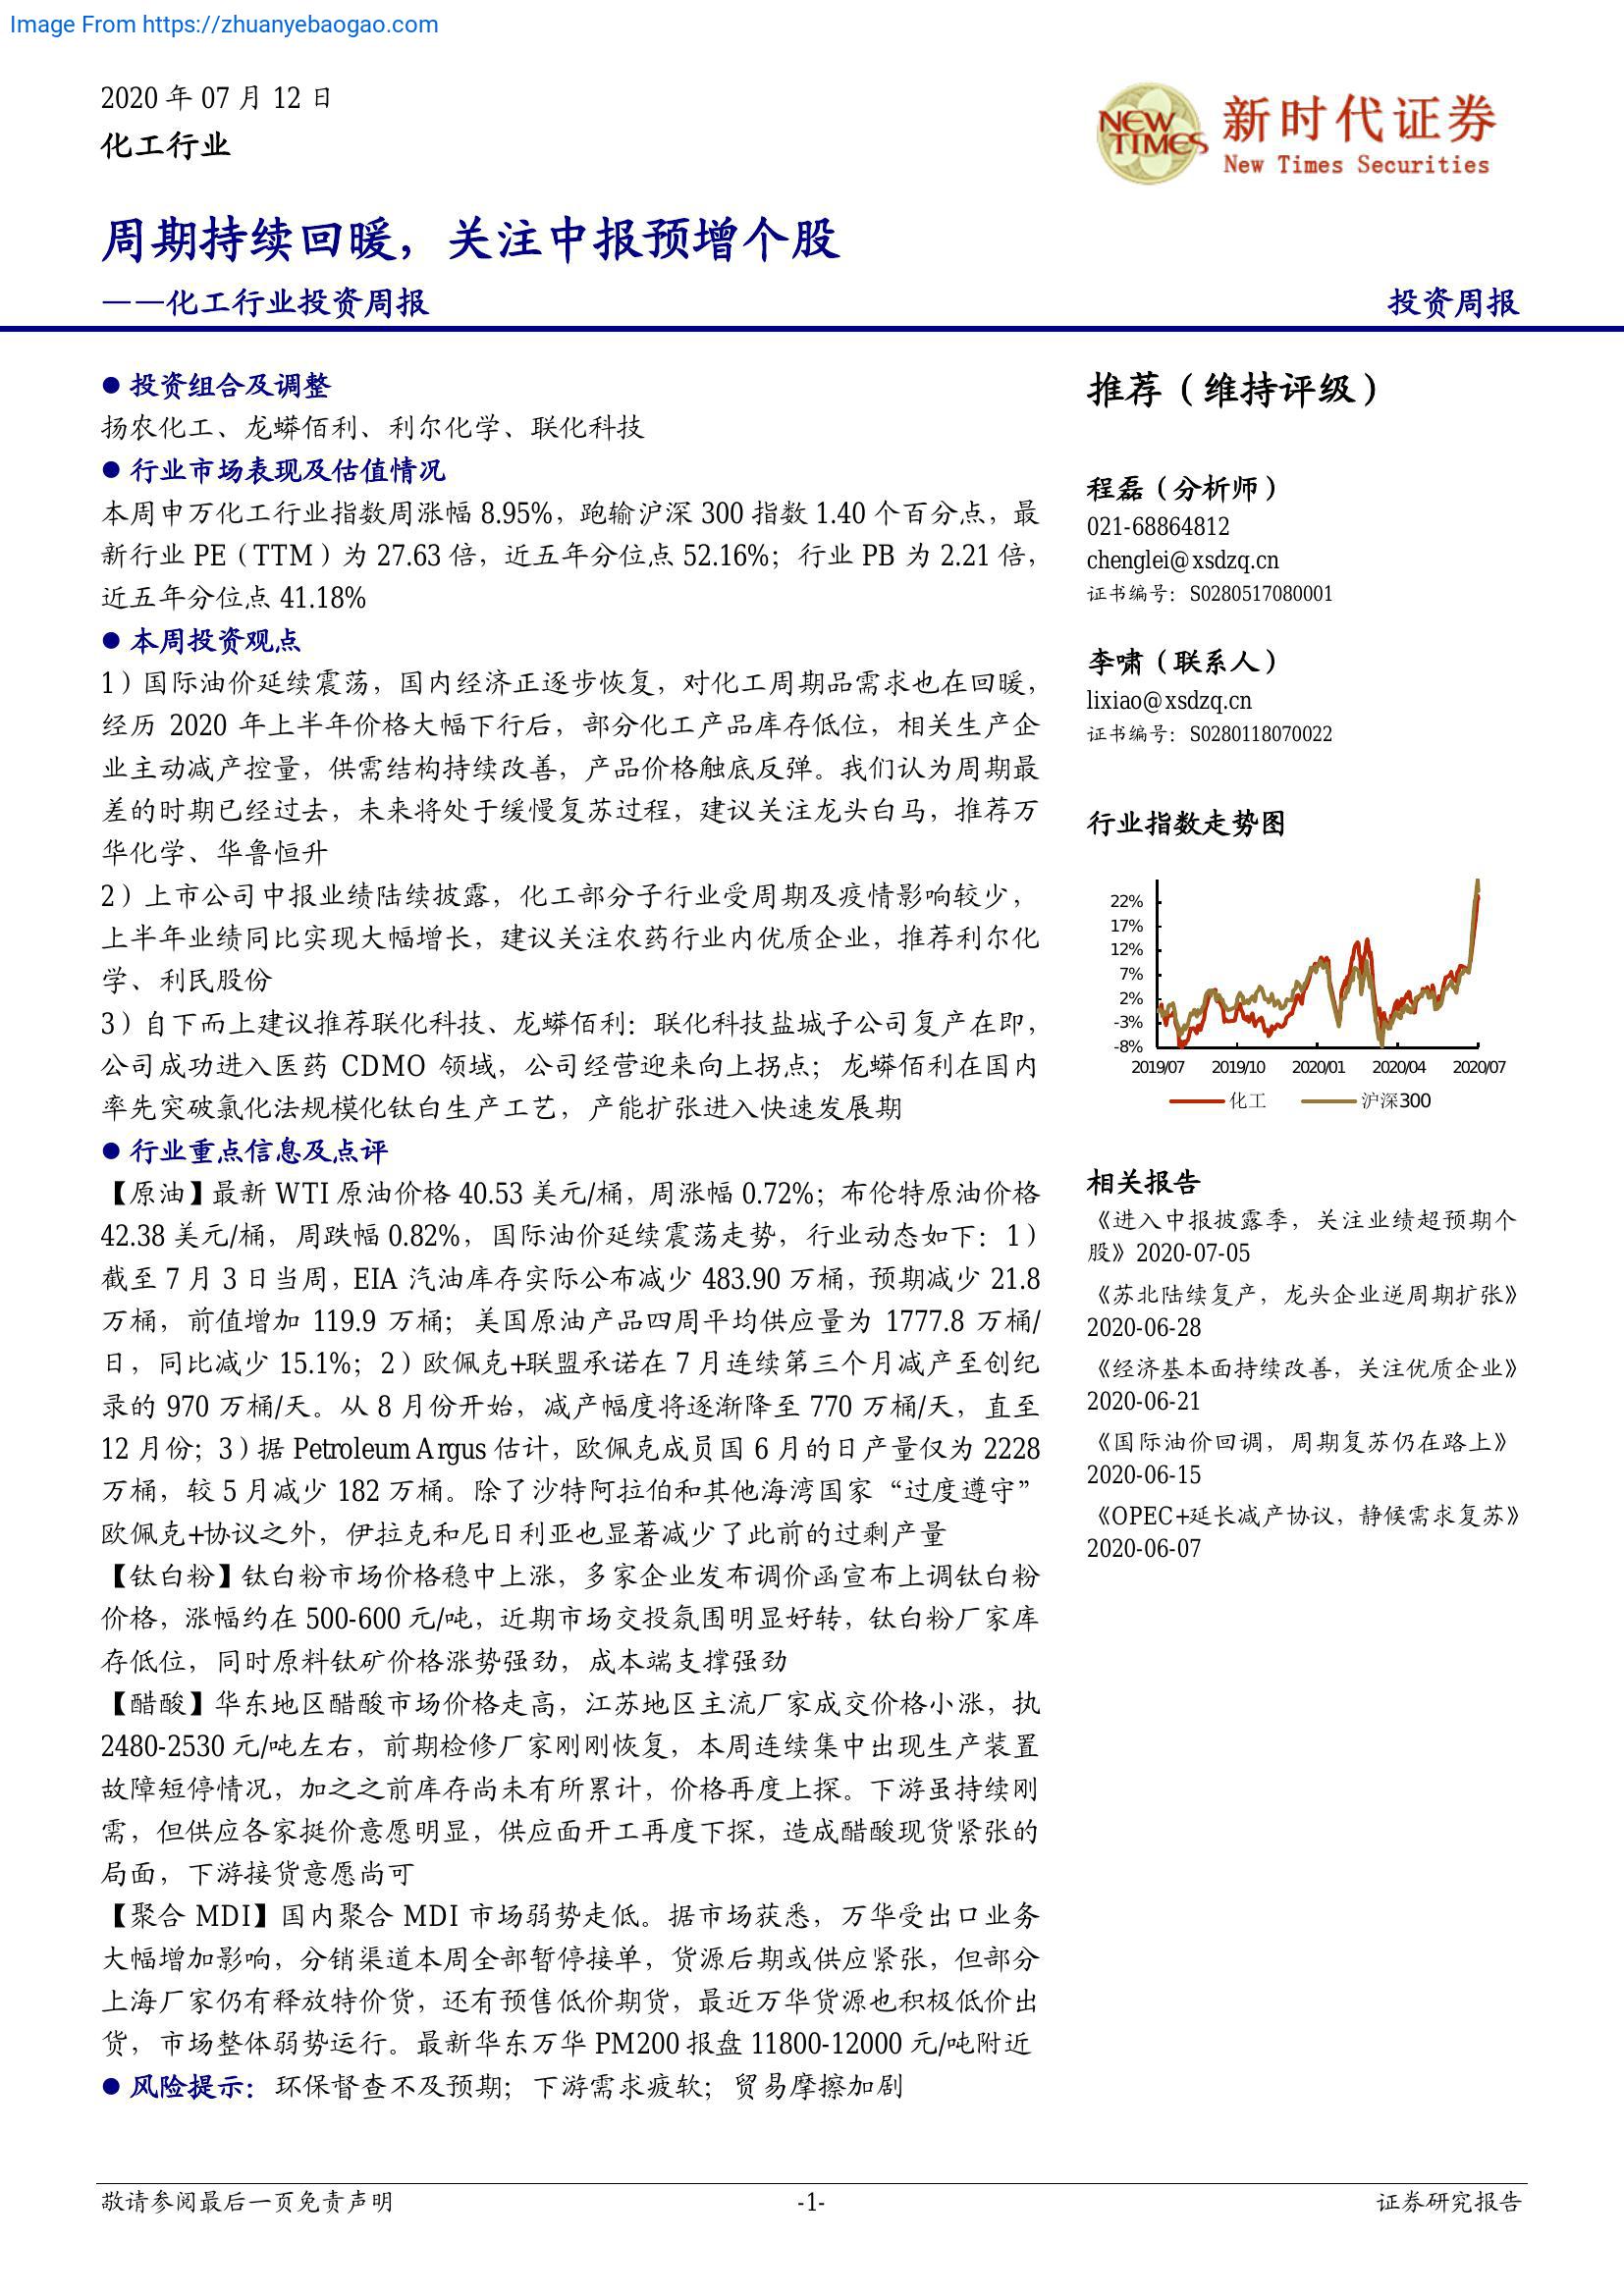 Image From https://zhuanyebaogao.com
2020 年 07 月 12 日
化工行业
NEW TIMES
新时代证券
New Times Securities
周期持续回暖，关注中报预增个股
——化工行业投资周报
投资周报
● 投资组合及调整
扬农化工、龙蟒佰利、利尔化学、联化科技
● 行业市场表现及估值情况
本周申万化工行业指数周涨幅 8.95%，跑输沪深 300 指数 1.40 个百分点，最
新行业 PE（TTM）为 27.63 倍，近五年分位点 52.16%；行业 PB 为 2.21 倍，
近五年分位点 41.18%
● 本周投资观点
1）国际油价延续震荡，国内经济正逐步恢复，对化工周期品需求也在回暖，
经历 2020 年上半年价格大幅下行后，部分化工产品库存低位，相关生产企
业主动减产控量，供需结构持续改善，产品价格触底反弹。我们认为周期最
差的时期已经过去，未来将处于缓慢复苏过程，建议关注龙头白马，推荐万
华化学、华鲁恒升
2）上市公司中报业绩陆续披露，化工部分子行业受周期及疫情影响较少，
上半年业绩同比实现大幅增长，建议关注农药行业内优质企业，推荐利尔化
学、利民股份
3）自下而上建议推荐联化科技、龙蟒佰利：联化科技盐城子公司复产在即，
公司成功进入医药 CDMO 领域，公司经营迎来向上拐点；龙蟒佰利在国内
率先突破氯化法规模化钛白生产工艺，产能扩张进入快速发展期
● 行业重点信息及点评
【原油】最新 WTI 原油价格 40.53 美元/桶，周涨幅 0.72%；布伦特原油价格
42.38 美元/桶，周跌幅 0.82%，国际油价延续震荡走势，行业动态如下：1）
截至 7 月 3 日当周，EIA 汽油库存实际公布减少 483.90 万桶，预期减少 21.8
万桶，前值增加 119.9 万桶；美国原油产品四周平均供应量为 1777.8 万桶/
日，同比减少 15.1%；2）欧佩克+联盟承诺在 7 月连续第三个月减产至创纪
录的 970 万桶/天。从 8 月份开始，减产幅度将逐渐降至 770 万桶/天，直至
12 月份；3）据 Petroleum Argus 估计，欧佩克成员国 6 月的日产量仅为 2228
万桶，较 5 月减少 182 万桶。除了沙特阿拉伯和其他海湾国家“过度遵守”
欧佩克+协议之外，伊拉克和尼日利亚也显著减少了此前的过剩产量
【钛白粉】钛白粉市场价格稳中上涨，多家企业发布调价函宣布上调钛白粉
价格，涨幅约在 500-600 元/吨，近期市场交投氛围明显好转，钛白粉厂家库
存低位，同时原料钛矿价格涨势强劲，成本端支撑强劲
【醋酸】华东地区醋酸市场价格走高，江苏地区主流厂家成交价格小涨，执
2480-2530 元/吨左右，前期检修厂家刚刚恢复，本周连续集中出现生产装置
故障短停情况，加之之前库存尚未有所累计，价格再度上探。下游虽持续刚
需，但供应各家挺价意愿明显，供应面开工再度下探，造成醋酸现货紧张的
局面，下游接货意愿尚可
【聚合 MDI】国内聚合 MDI 市场弱势走低。据市场获悉，万华受出口业务
大幅增加影响，分销渠道本周全部暂停接单，货源后期或供应紧张，但部分
上海厂家仍有释放特价货，还有预售低价期货，最近万华货源也积极低价出
货，市场整体弱势运行。最新华东万华 PM200 报盘 11800-12000 元/吨附近
● 风险提示：环保督查不及预期；下游需求疲软；贸易摩擦加剧
推荐（维持评级）
程磊（分析师）
021-68864812
chenglei@xsdzq.cn
证书编号：S0280517080001
李啸（联系人）
lixiao@xsdzq.cn
证书编号：S0280118070022
行业指数走势图
22%
17%
12%
7%
2%
-3%
-8%
2019/07 2019/10 2020/01 2020/04 2020/07
化工 沪深300
相关报告
《进入中报披露季，关注业绩超预期个
股》2020-07-05
《苏北陆续复产，龙头企业逆周期扩张》
2020-06-28
《经济基本面持续改善，关注优质企业》
2020-06-21
《国际油价回调，周期复苏仍在路上》
2020-06-15
《OPEC+延长减产协议，静候需求复苏》
2020-06-07
敬请参阅最后一页免责声明
-1-
证券研究报告